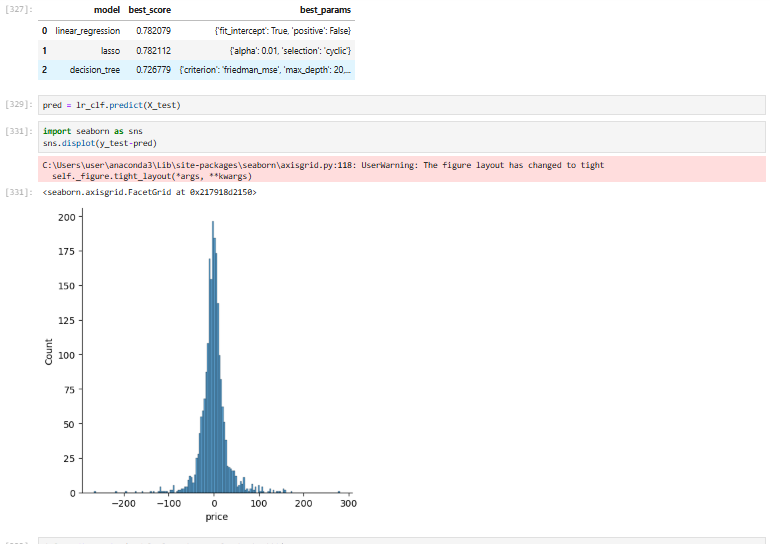 [327]:
model best_score best_params
0 linear_regression 0.782079 {'fit_intercept': True, 'positive': False}
1 lasso 0.782112 {'alpha': 0.01, 'selection': 'cyclic'}
2 decision_tree 0.726779 {'criterion': 'friedman_mse', 'max_depth': 20,...
[329]: pred = lr_clf.predict(X_test)
[331]: import seaborn as sns
sns.displot(y_test-pred)
C:\Users\user\anaconda3\Lib\site-packages\seaborn\axisgrid.py:118: UserWarning: The figure layout has changed to tight
self._figure.tight_layout(*args, **kwargs)
[331]: <seaborn.axisgrid.FacetGrid at 0x217918d2150>
200
175
150
125
100
75
50
25
0
Count
−200 −100 0 100 200 300
price